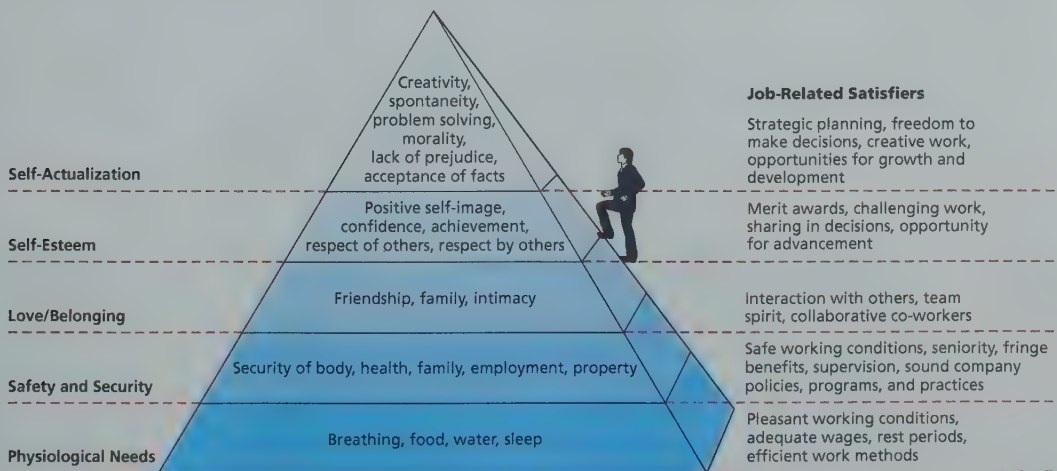 Creativity,
spontaneity,
problem solving,
morality,
lack of prejudice,
acceptance of facts
Self-Actualization
Job-Related Satisfiers
Strategic planning, freedom to
make decisions, creative work,
opportunities for growth and
development
Positive self-image,
confidence, achievement,
respect of others, respect by others
Self-Esteem
Merit awards, challenging work,
sharing in decisions, opportunity
for advancement
Friendship, family, intimacy
Love/Belonging
Interaction with others, team
spirit, collaborative co-workers
Security of body, health, family, employment, property
Safety and Security
Safe working conditions, seniority, fringe
benefits, supervision, sound company
policies, programs, and practices
Breathing, food, water, sleep
Physiological Needs
Pleasant working conditions,
adequate wages, rest periods,
efficient work methods